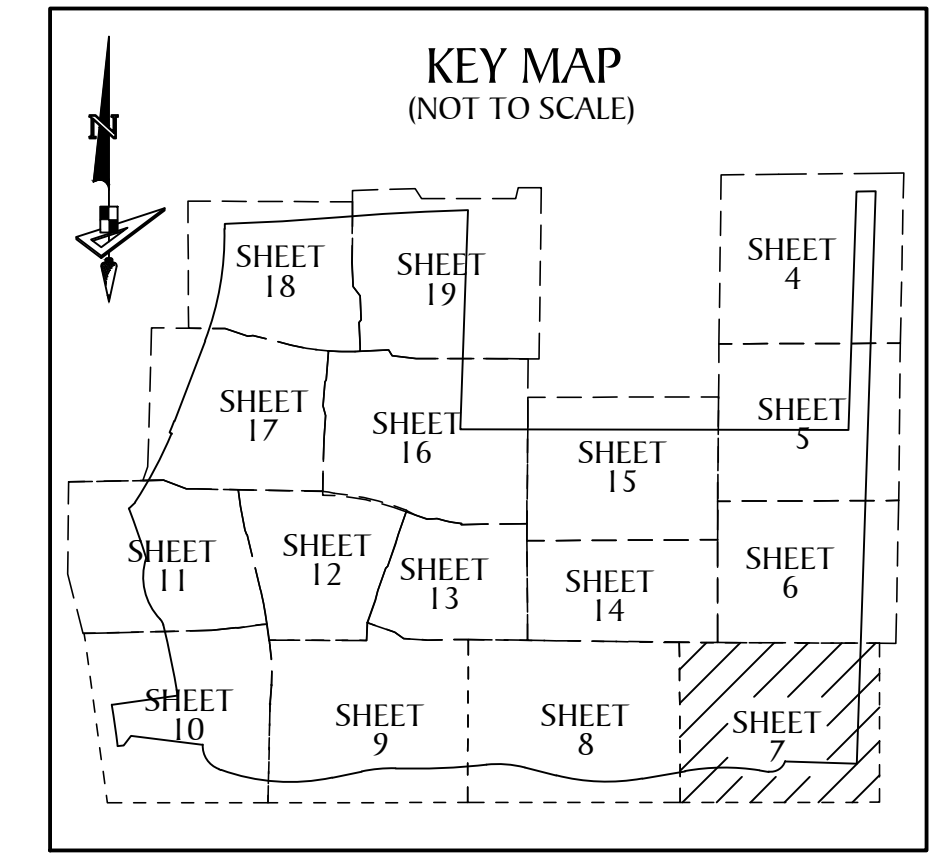 KEY MAP
(NOT TO SCALE)
N
SHEET
18
SHEET
19
SHEET
4
SHEET
17
SHEET
16
SHEET
15
SHEET
5
SHEET
11
SHEET
12
SHEET
13
SHEET
14
SHEET
6
SHEET
10
SHEET
9
SHEET
8
SHEET
7